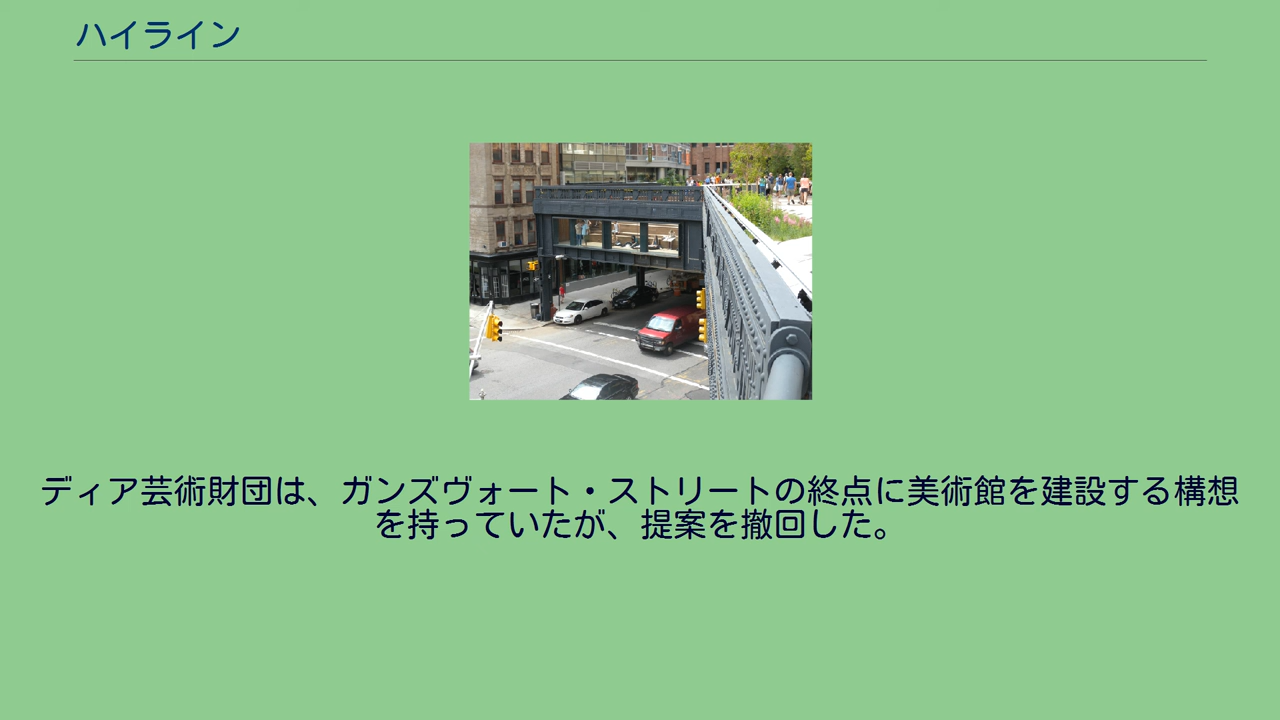 ハイライン
ディア芸術財団は、ガンズヴォート・ストリートの終点に美術館を建設する構想
を持っていたが、提案を撤回した。